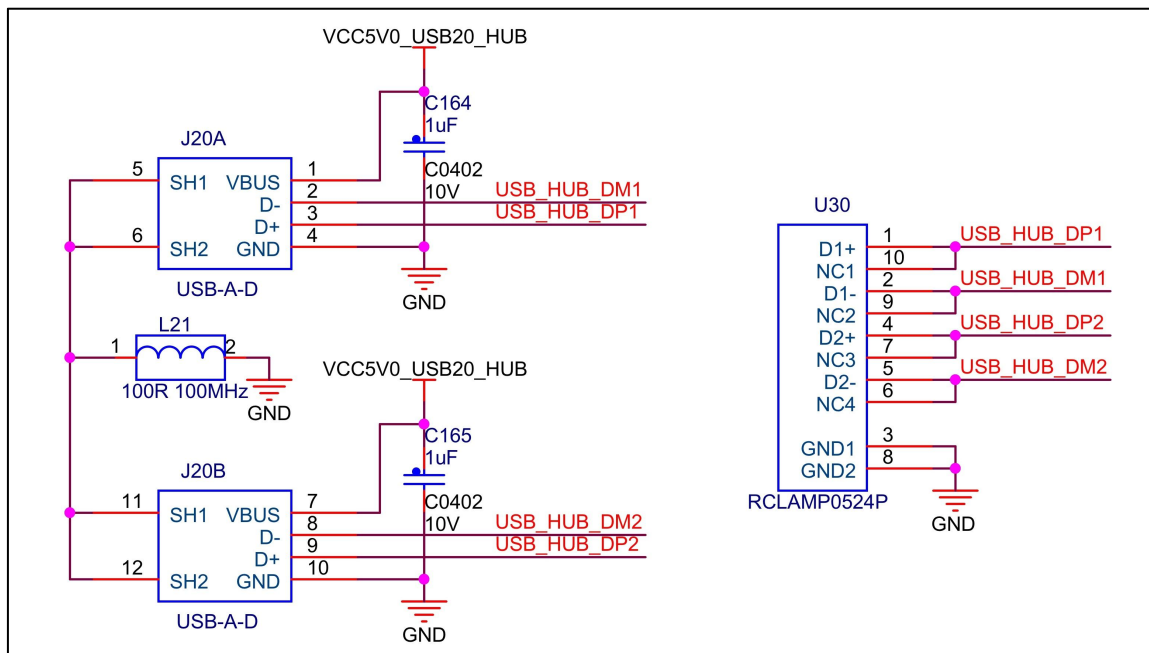 VCC5V0_USB20_HUB
C164
1uF
C0402
10V
J20A
5 SH1 VBUS 1
D- 2 USB_HUB_DM1
D+ 3 USB_HUB_DP1
6 SH2 GND 4
USB-A-D
GND
L21
1 2
100R 100MHz
GND
VCC5V0_USB20_HUB
C165
1uF
C0402
10V
J20B
11 SH1 VBUS 7
D- 8 USB_HUB_DM2
D+ 9 USB_HUB_DP2
12 SH2 GND 10
USB-A-D
GND
U30
D1+ 1 USB_HUB_DP1
NC1 10
D1- 2 USB_HUB_DM1
NC2 9
D2+ 4 USB_HUB_DP2
NC3 7
D2- 5 USB_HUB_DM2
NC4 6
GND1 3
GND2 8
RCLAMP0524P
GND